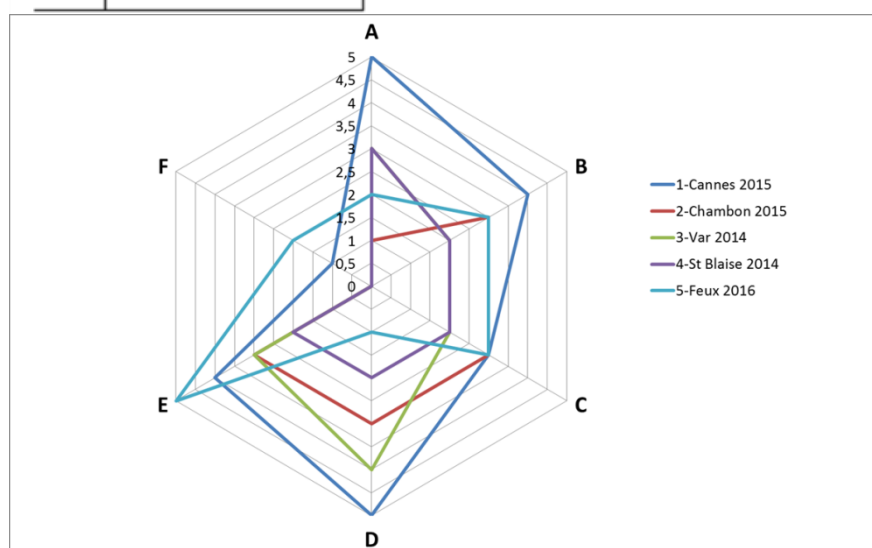 A
5
4,5
4
3,5
3
2,5
2
1,5
1
0,5
0
F
B
E
C
D
1-Cannes 2015
2-Chambon 2015
3-Var 2014
4-St Blaise 2014
5-Feux 2016